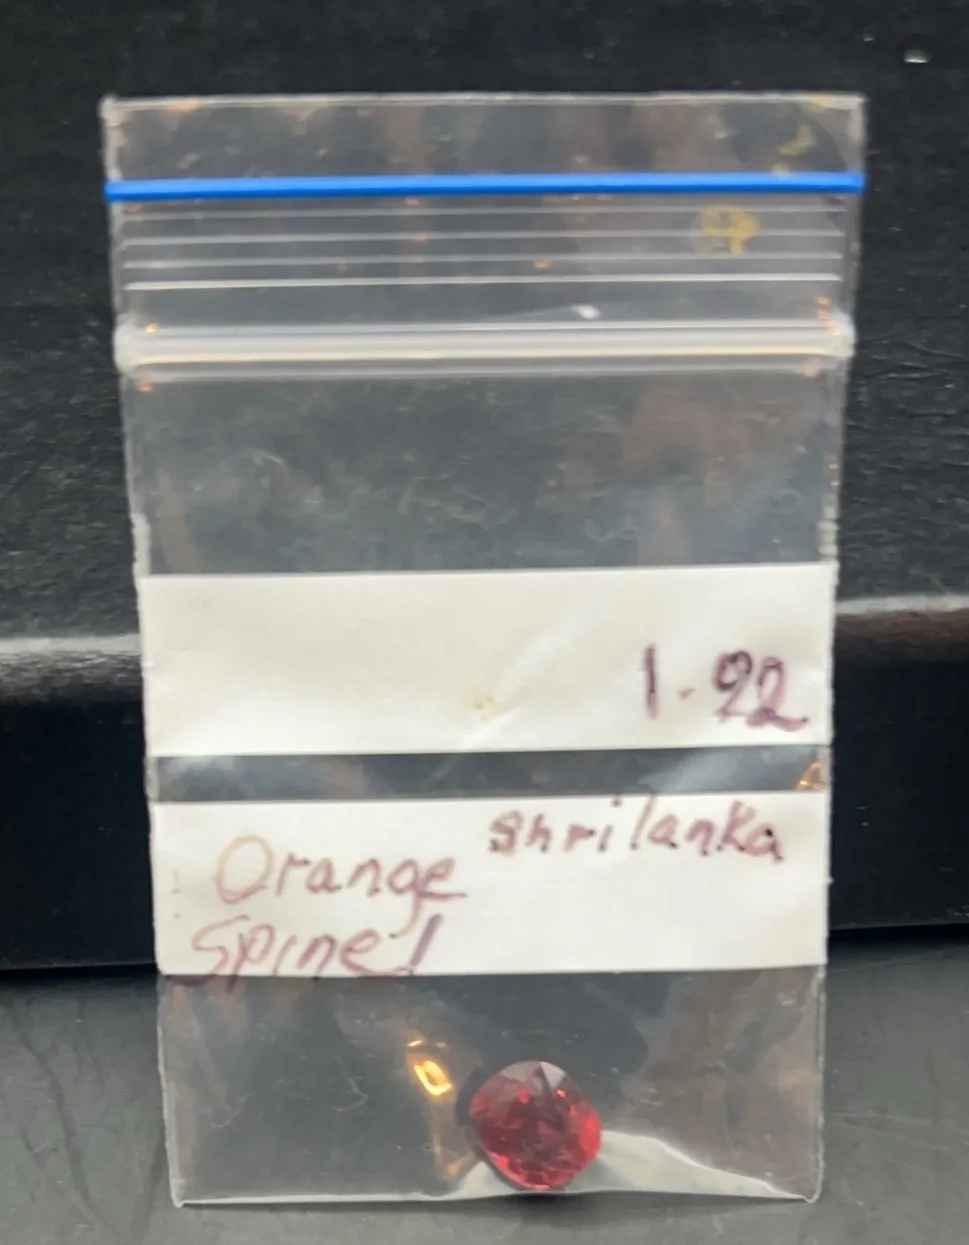 1.92
Shrilanka
Orange
Spinel